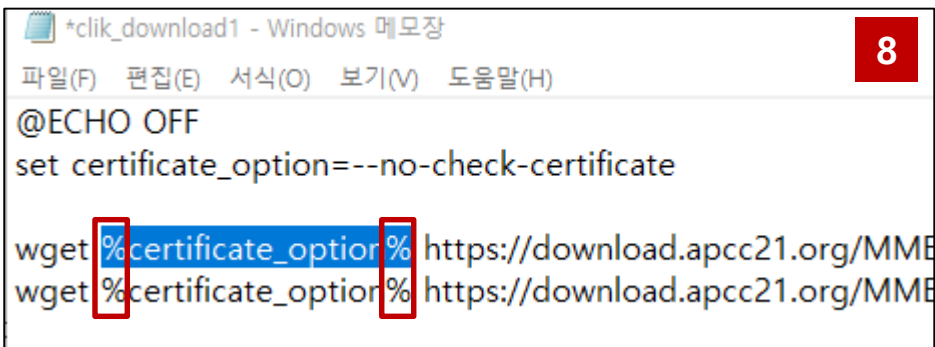 *clik_download1 - Windows 메모장
8
파일(F) 편집(E) 서식(O) 보기(V) 도움말(H)
@ECHO OFF
set certificate_option=--no-check-certificate
wget %certificate_option% https://download.apcc21.org/MME
wget %certificate_option% https://download.apcc21.org/MME